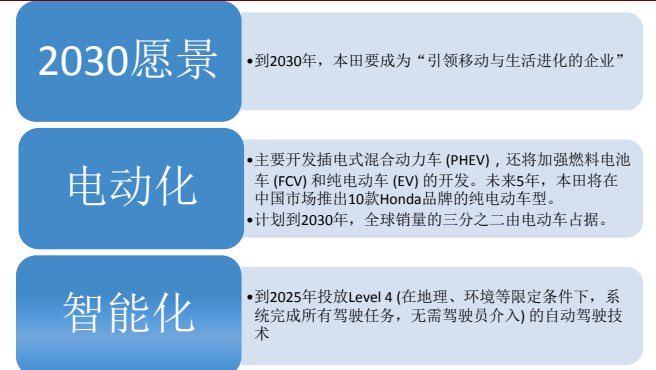 2030愿景
•到2030年，本田要成为“引领移动与生活进化的企业”
电动化
•主要开发插电式混合动力车 (PHEV)，还将加强燃料电池
车 (FCV) 和纯电动车 (EV) 的开发。未来5年，本田将在
中国市场推出10款Honda品牌的纯电动车型。
•计划到2030年，全球销量的三分之二由电动车占据。
智能化
•到2025年投放Level 4 (在地理、环境等限定条件下，系
统完成所有驾驶任务，无需驾驶员介入) 的自动驾驶技
术